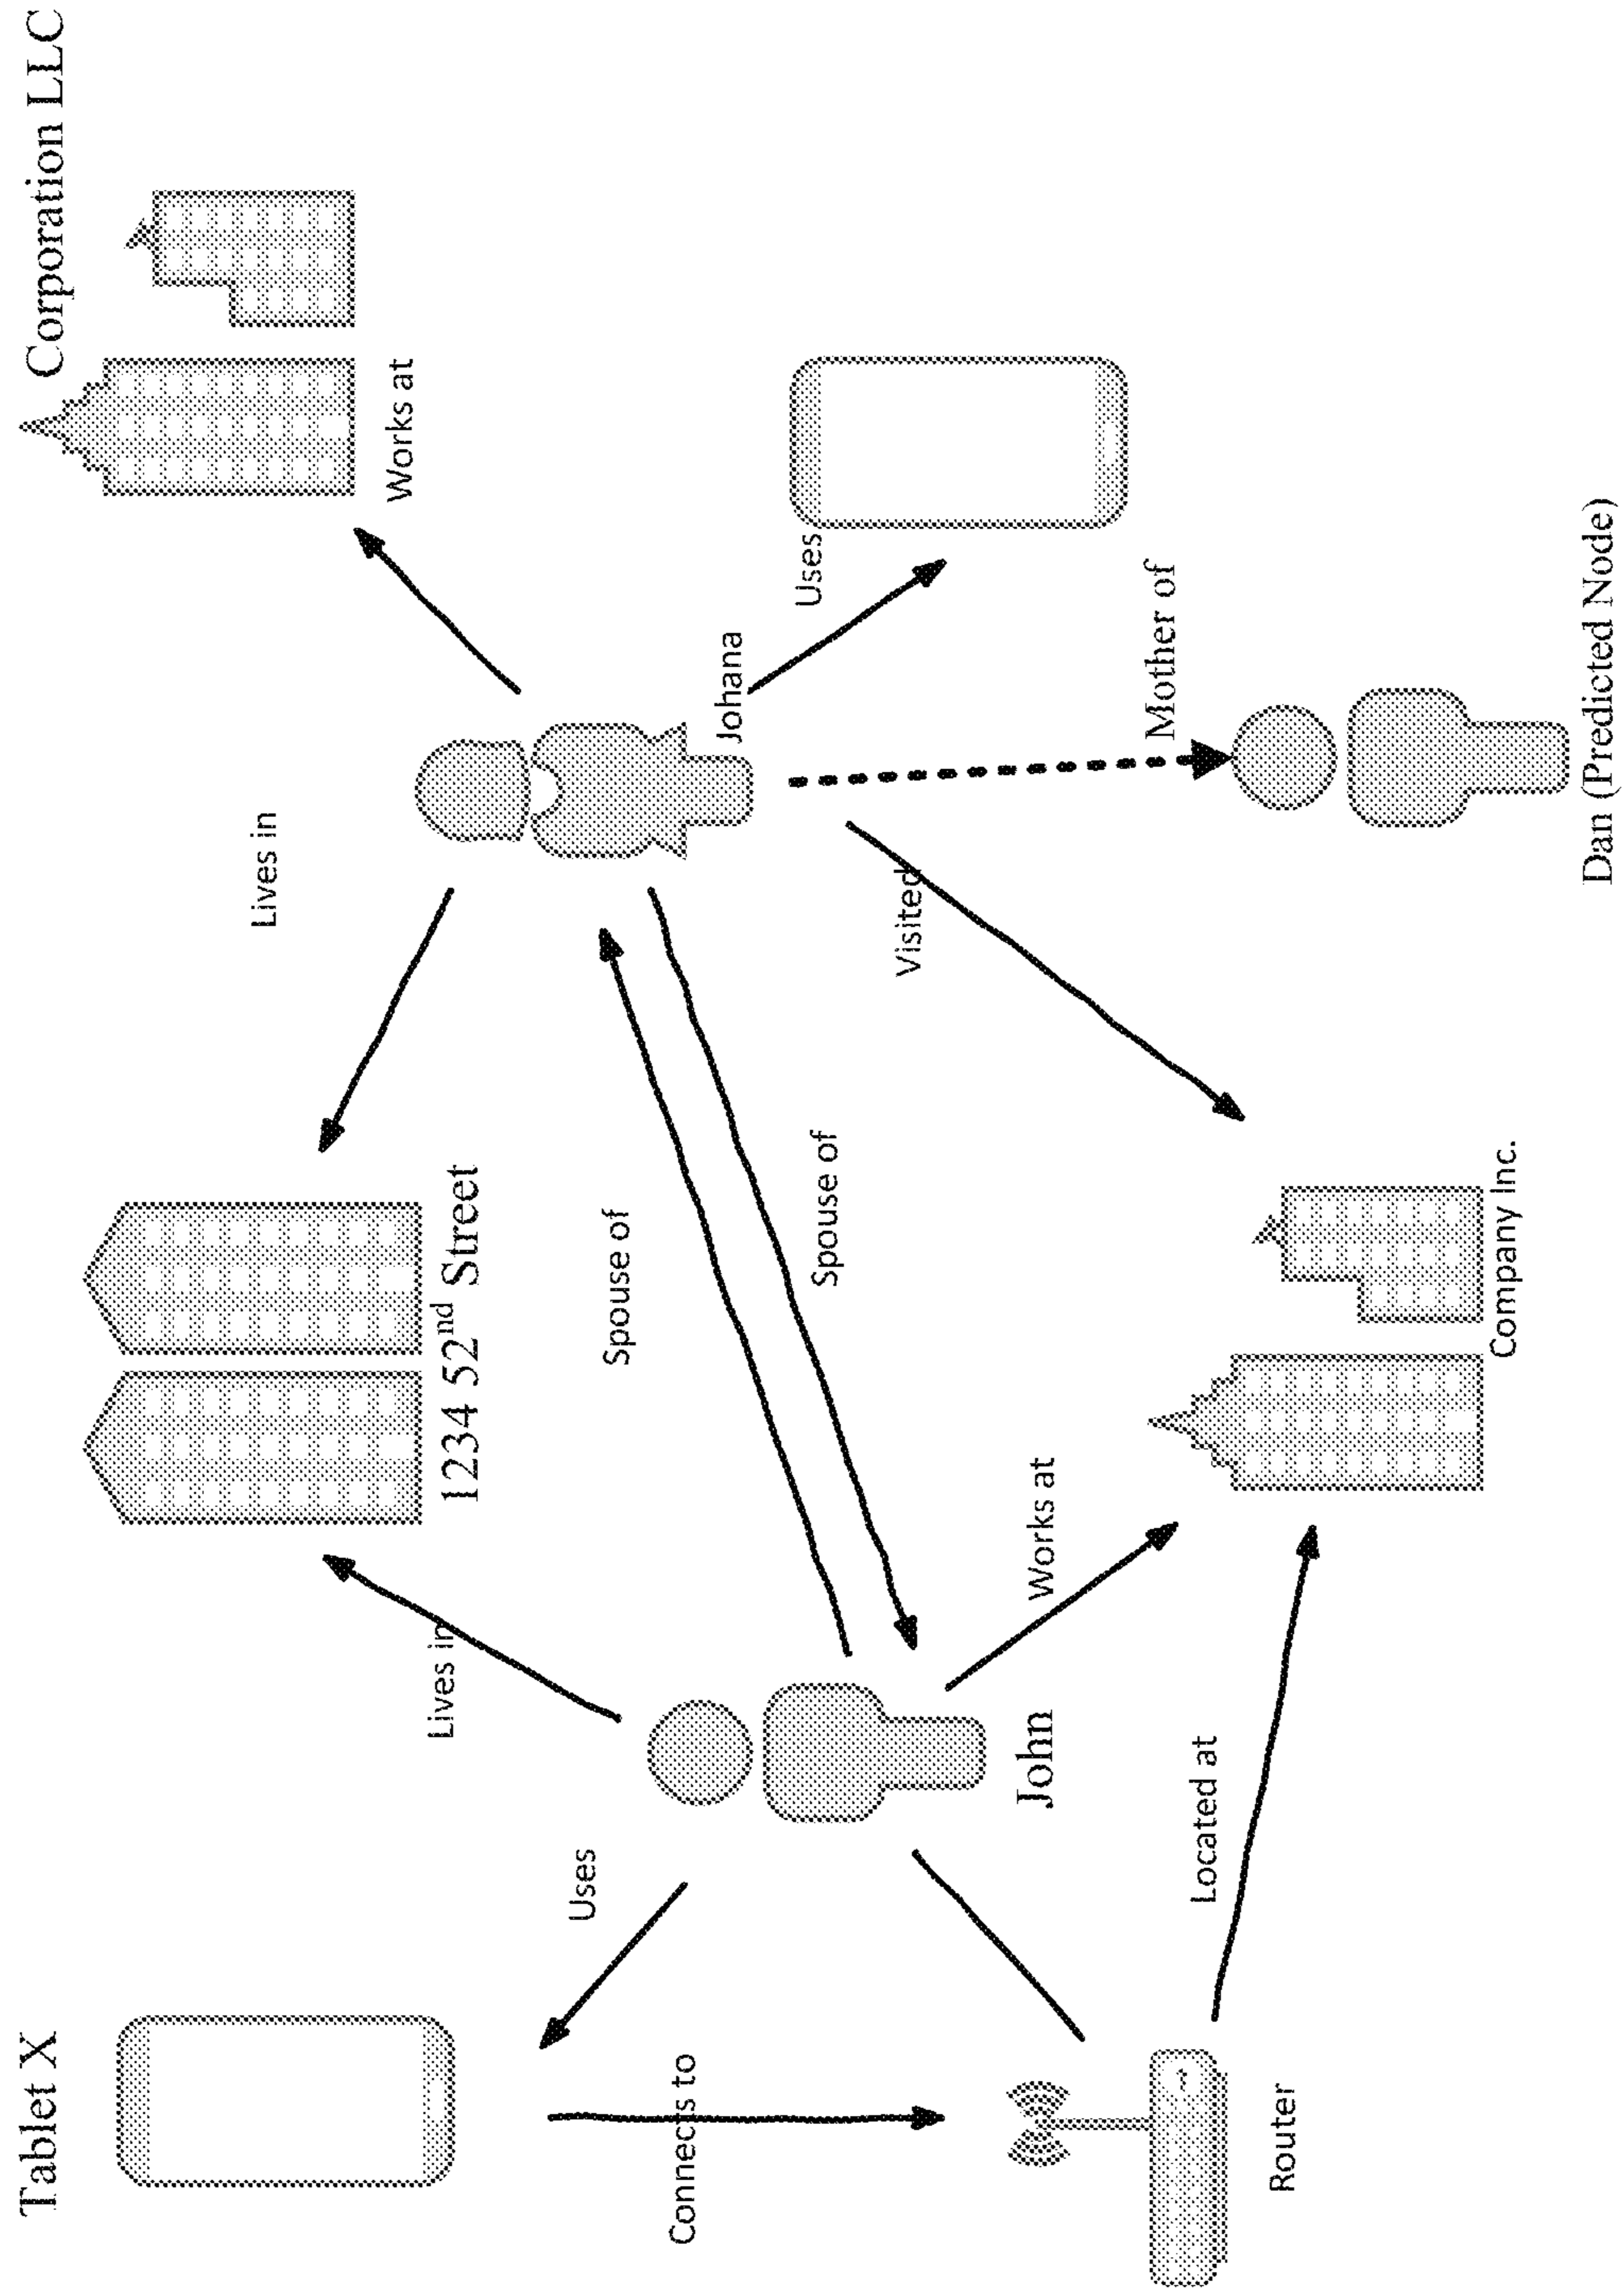 Tablet X
Corporation LLC
Lives in
Works at
1234 52nd Street
Lives in
Uses
Spouse of
Connects to
Johana
Uses
Spouse of
Visited
John
Works at
Mother of
Located at
Router
Company Inc.
Dan (Predicted Node)